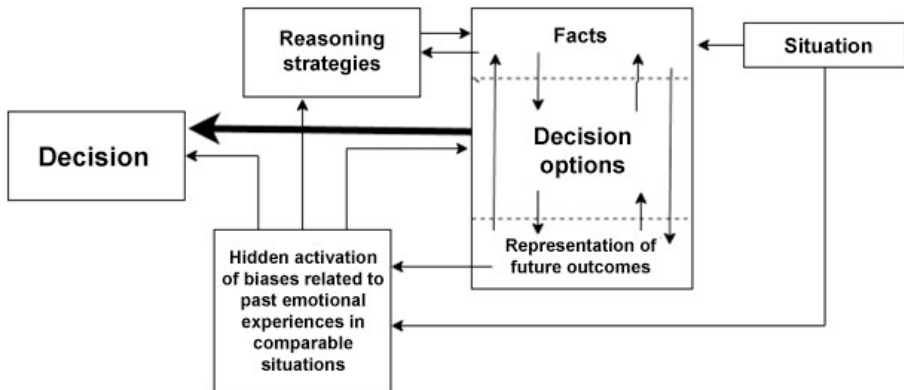 Reasoning
strategies
Facts
Situation
Decision
options
Decision
Representation of
future outcomes
Hidden activation
of biases related to
past emotional
experiences in
comparable
situations